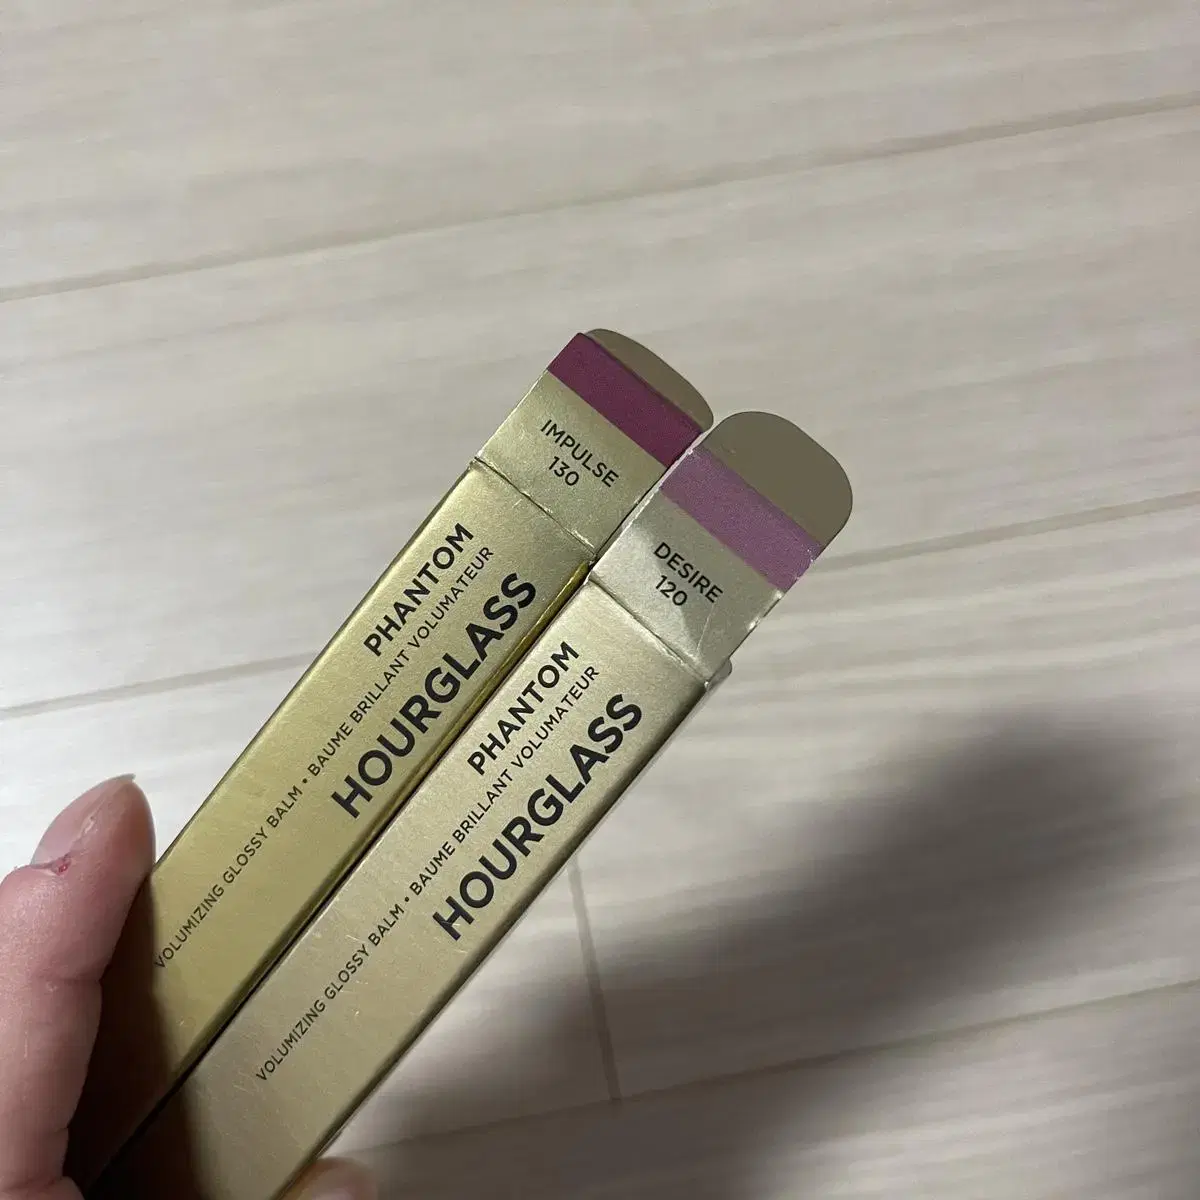 IMPULSE
130
PHANTOM
VOLUMIZING GLOSSY BALM • BAUME BRILLANT VOLUMATEUR
HOURGLASS
DESIRE
120
PHANTOM
VOLUMIZING GLOSSY BALM • BAUME BRILLANT VOLUMATEUR
HOURGLASS